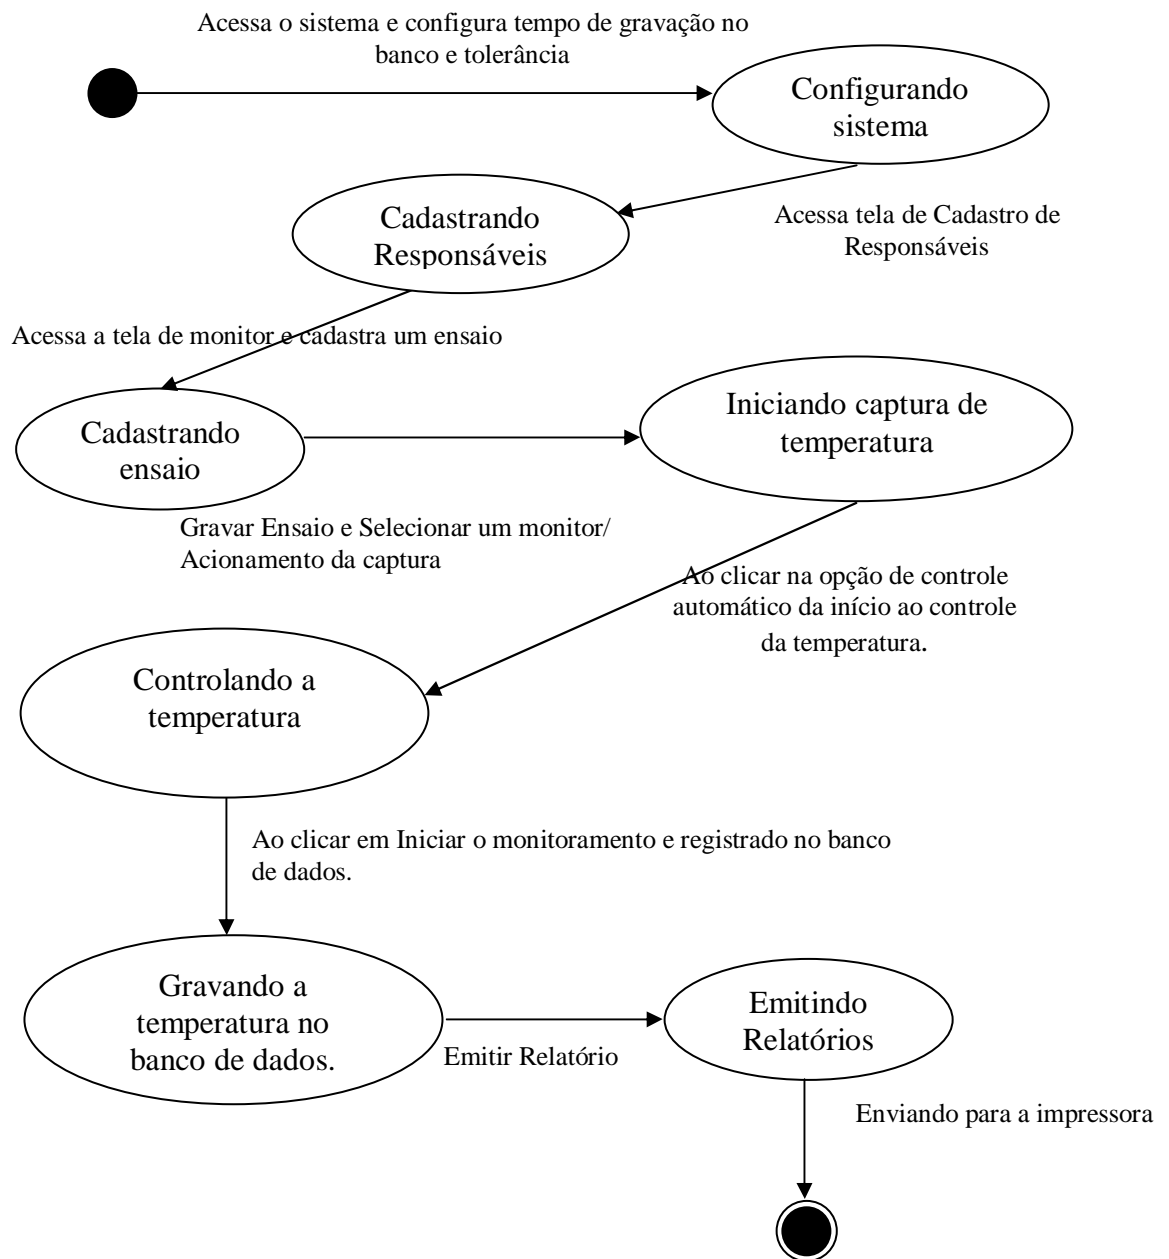 Acessa o sistema e configura tempo de gravação no
banco e tolerância
Configurando
sistema
Cadastrando
Responsáveis
Acessa tela de Cadastro de
Responsáveis
Acessa a tela de monitor e cadastra um ensaio
Cadastrando
ensaio
Iniciando captura de
temperatura
Gravar Ensaio e Selecionar um monitor/
Acionamento da captura
Ao clicar na opção de controle
automático da início ao controle
da temperatura.
Controlando a
temperatura
Ao clicar em Iniciar o monitoramento e registrado no banco
de dados.
Gravando a
temperatura no
banco de dados.
Emitir Relatório
Emitindo
Relatórios
Enviando para a impressora